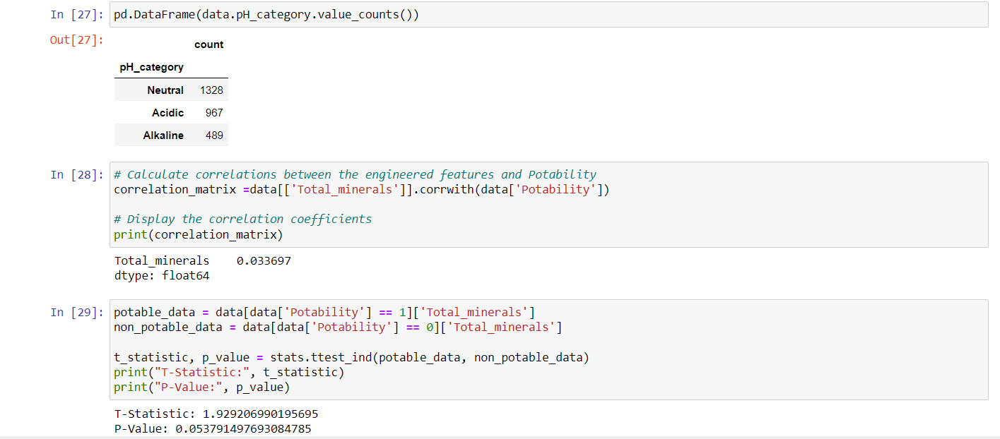 In [27]: pd.DataFrame(data.pH_category.value_counts())
Out[27]:
count
pH_category
Neutral 1328
Acidic 967
Alkaline 489
In [28]: # Calculate correlations between the engineered features and Potability
correlation_matrix =data[['Total_minerals']].corrwith(data['Potability'])
# Display the correlation coefficients
print(correlation_matrix)
Total_minerals    0.033697
dtype: float64
In [29]: potable_data = data[data['Potability'] == 1]['Total_minerals']
non_potable_data = data[data['Potability'] == 0]['Total_minerals']
t_statistic, p_value = stats.ttest_ind(potable_data, non_potable_data)
print("T-Statistic:", t_statistic)
print("P-Value:", p_value)
T-Statistic: 1.929206990195695
P-Value: 0.053791497693084785